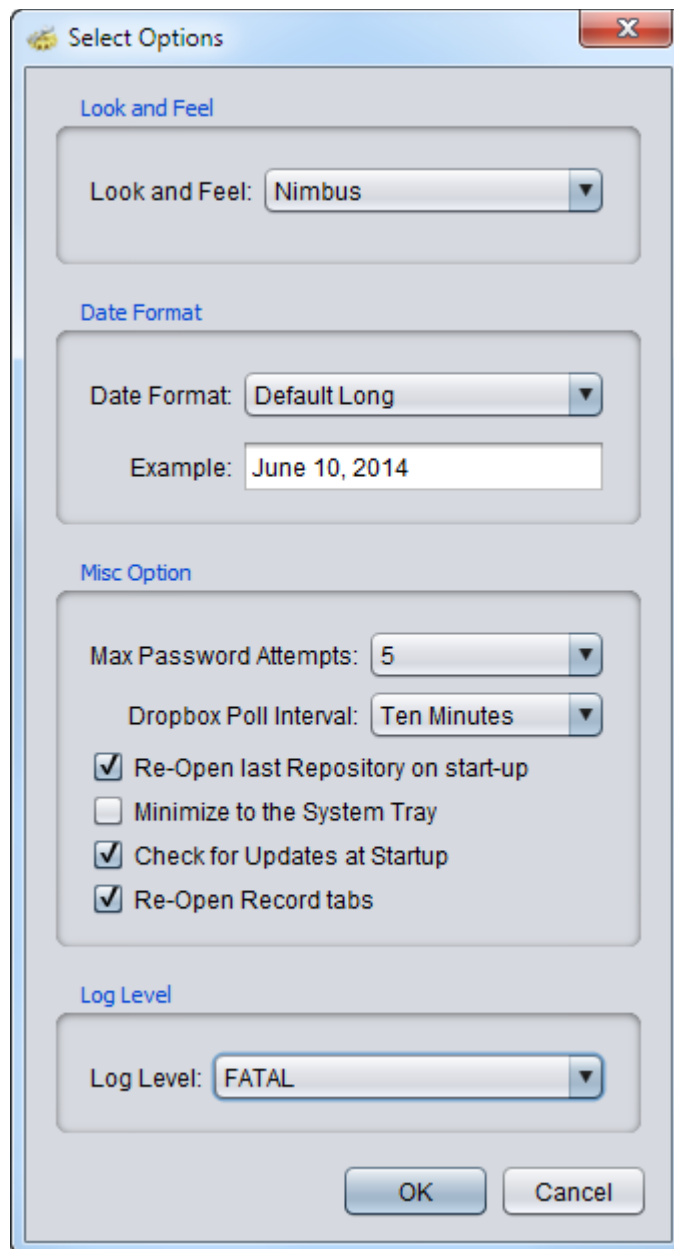 Select Options
Look and Feel
Look and Feel: Nimbus
Date Format
Date Format: Default Long
Example: June 10, 2014
Misc Option
Max Password Attempts: 5
Dropbox Poll Interval: Ten Minutes
Re-Open last Repository on start-up
Minimize to the System Tray
Check for Updates at Startup
Re-Open Record tabs
Log Level
Log Level: FATAL
OK Cancel